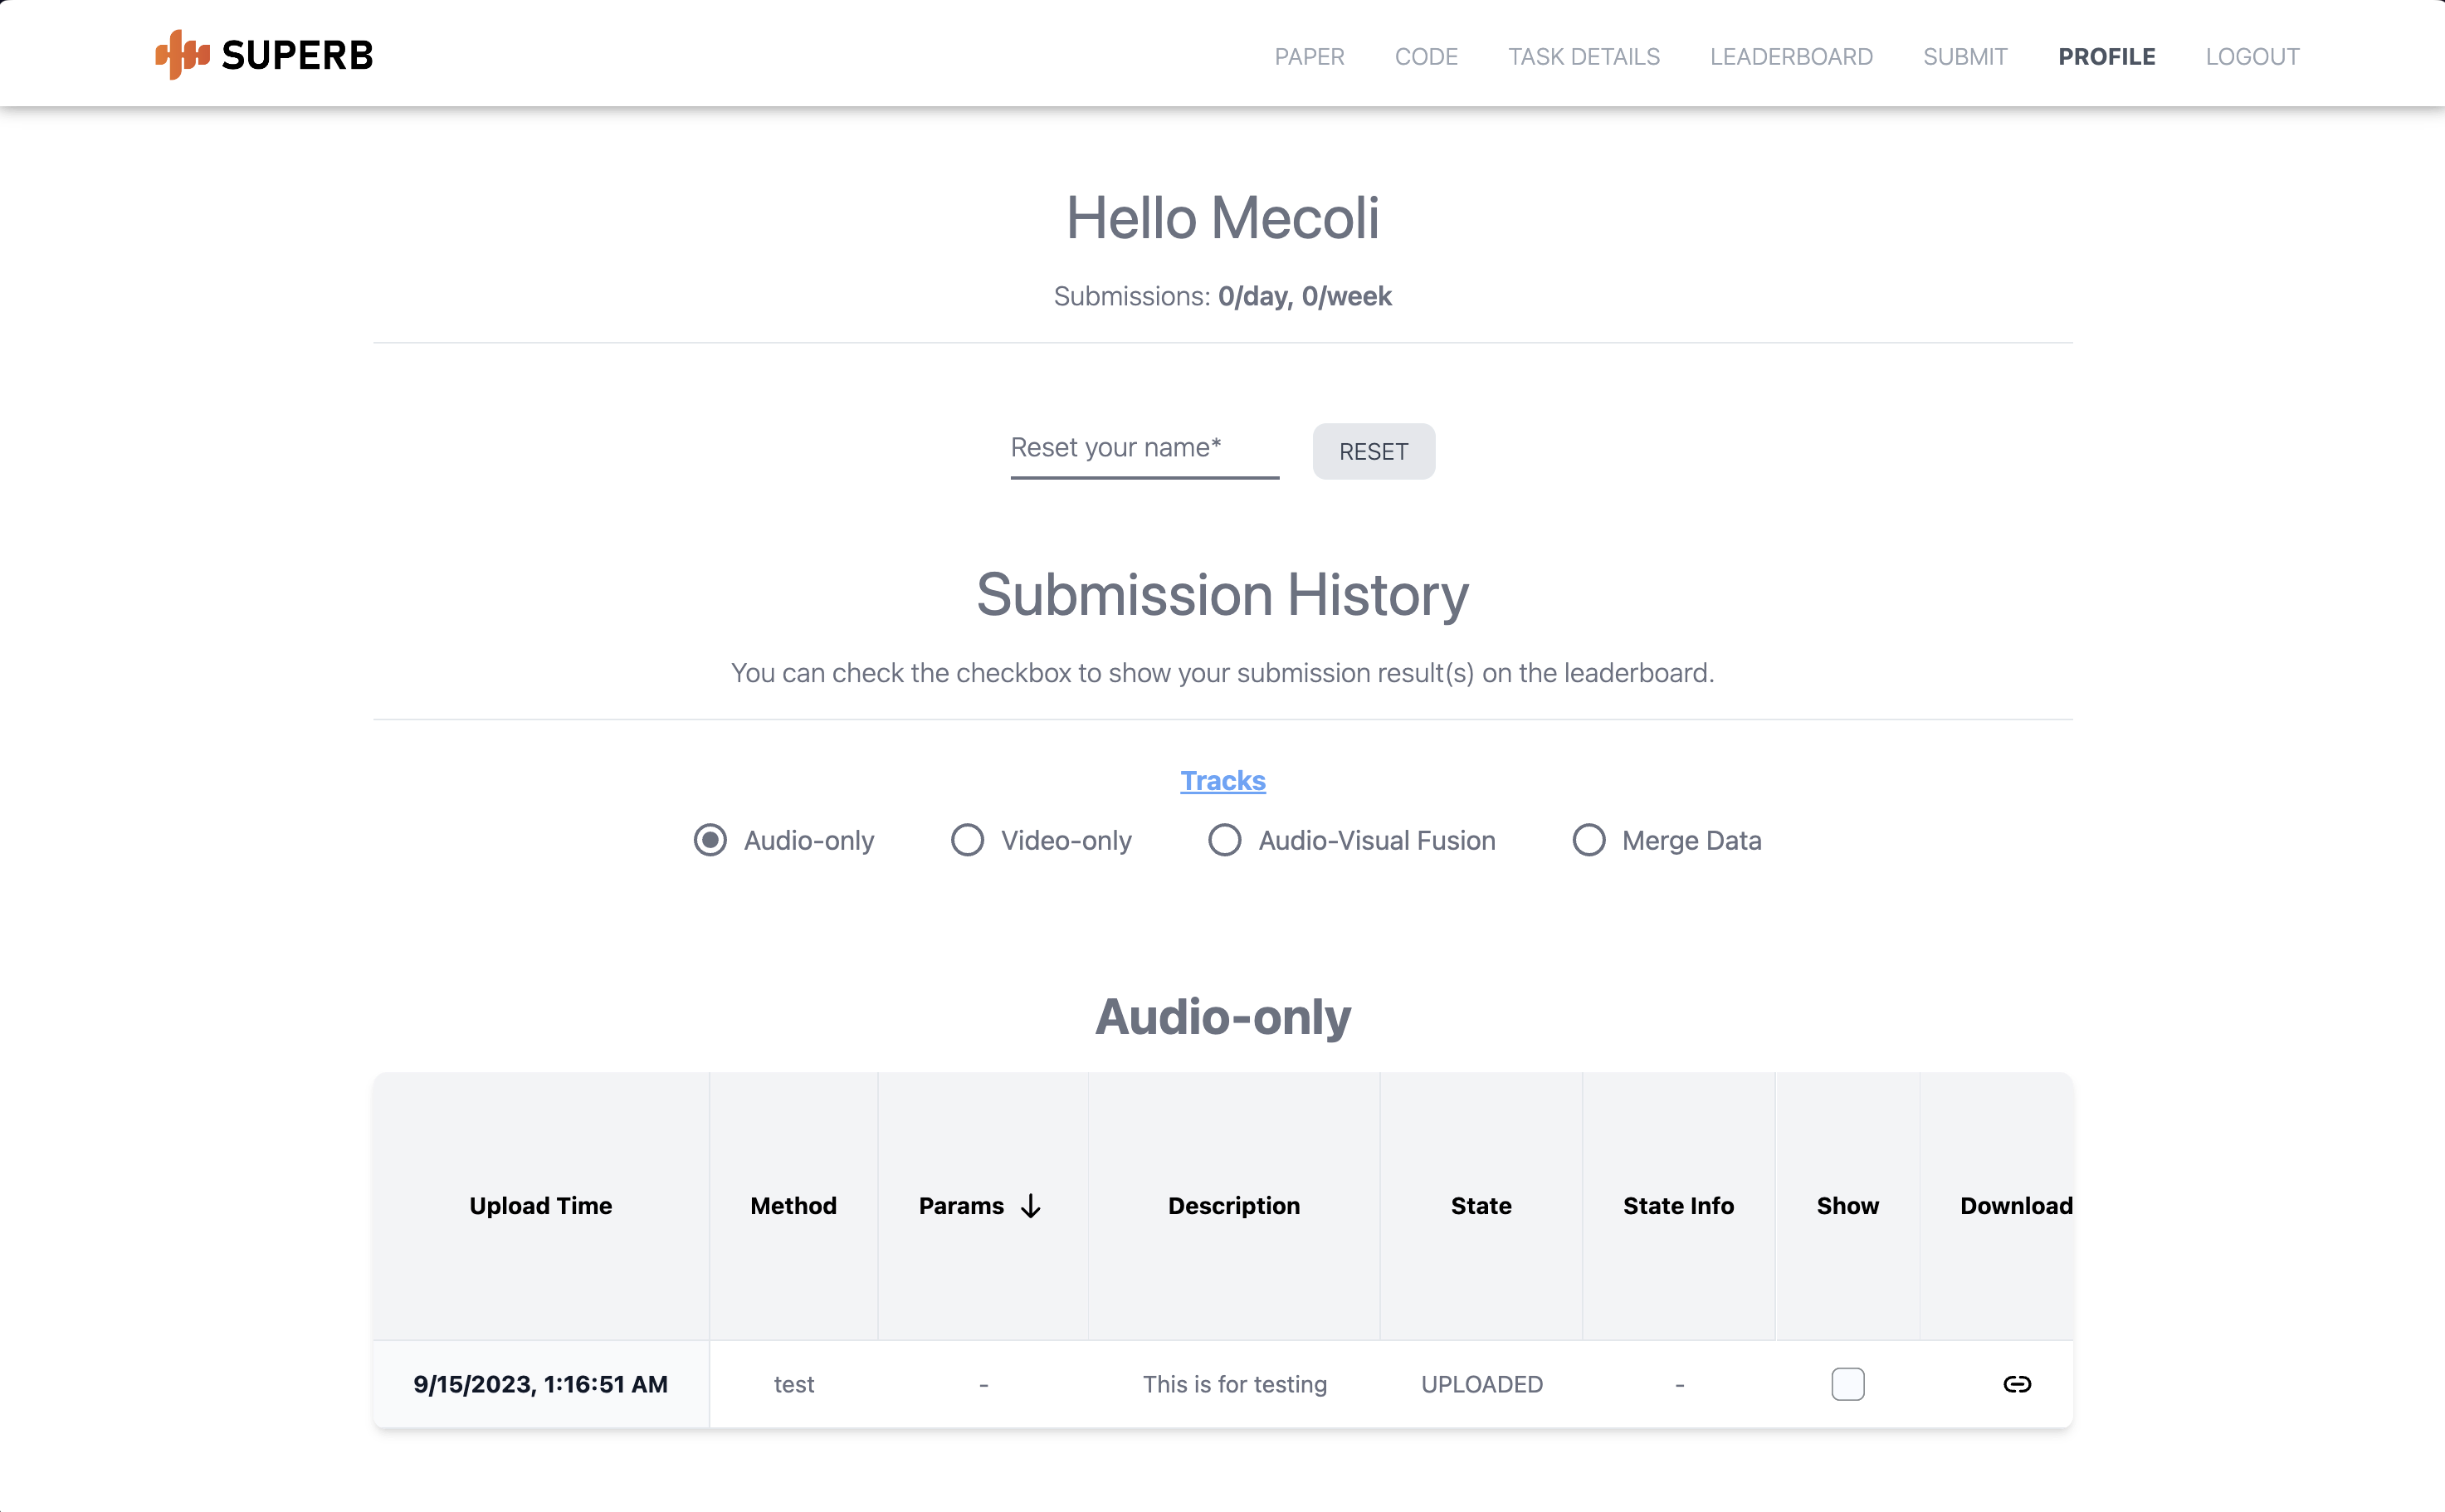 SUPERB
PAPER CODE TASK DETAILS LEADERBOARD SUBMIT PROFILE LOGOUT
Hello Mecoli
Submissions: 0/day, 0/week
Reset your name* RESET
Submission History
You can check the checkbox to show your submission result(s) on the leaderboard.
Tracks
Audio-only Video-only Audio-Visual Fusion Merge Data
Audio-only
Upload Time Method Params ↓ Description State State Info Show Download
9/15/2023, 1:16:51 AM test - This is for testing UPLOADED -